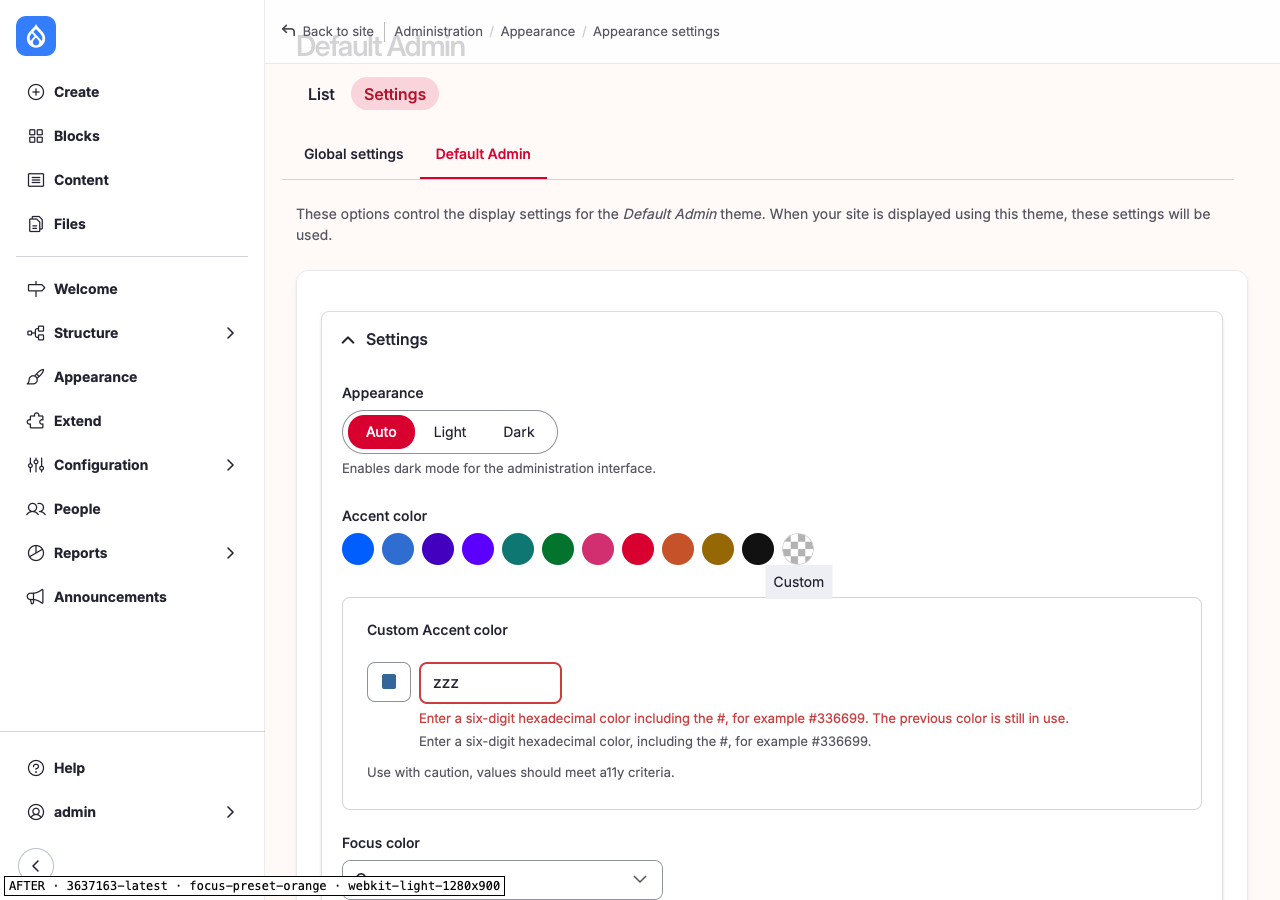 Back to site
Administration / Appearance / Appearance settings
Default Admin
Create
Blocks
Content
Files
Welcome
Structure
Appearance
Extend
Configuration
People
Reports
Announcements
Help
admin
List
Settings
Global settings
Default Admin
These options control the display settings for the Default Admin theme. When your site is displayed using this theme, these settings will be
used.
Settings
Appearance
Auto
Light
Dark
Enables dark mode for the administration interface.
Accent color
Custom
Custom Accent color
zzz
Enter a six-digit hexadecimal color including the #, for example #336699. The previous color is still in use.
Enter a six-digit hexadecimal color, including the #, for example #336699.
Use with caution, values should meet a11y criteria.
Focus color
AFTER · 3637163-latest · focus-preset-orange · webkit-light-1280x900